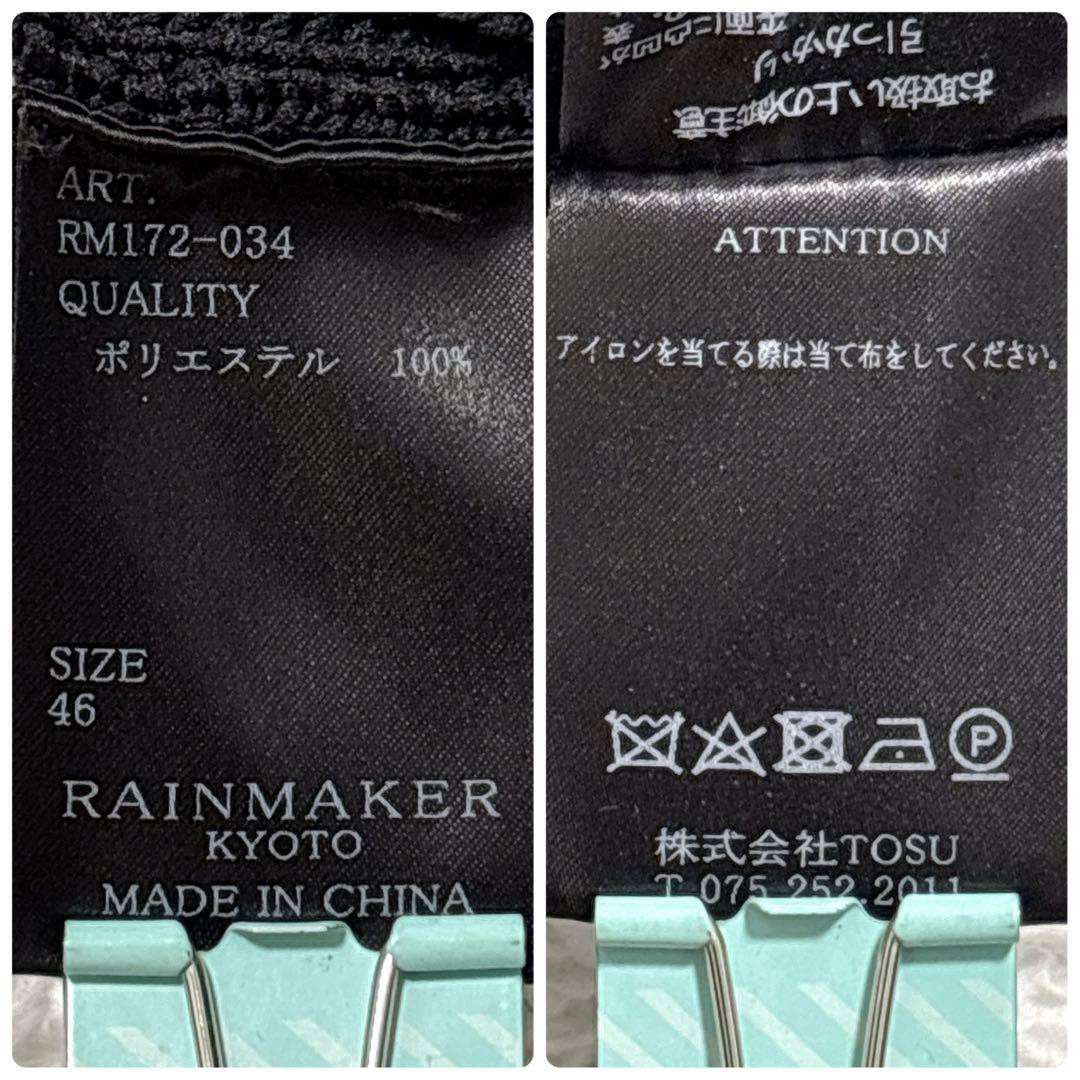 ART.
RM172-034
QUALITY
ポリエステル 100%
SIZE
46
RAINMAKER
KYOTO
MADE IN CHINA
お取扱い上の御注意
引っかかり
ATTENTION
アイロンを当てる際は当て布をしてください。
P
株式会社TOSU
T.075.252.2011